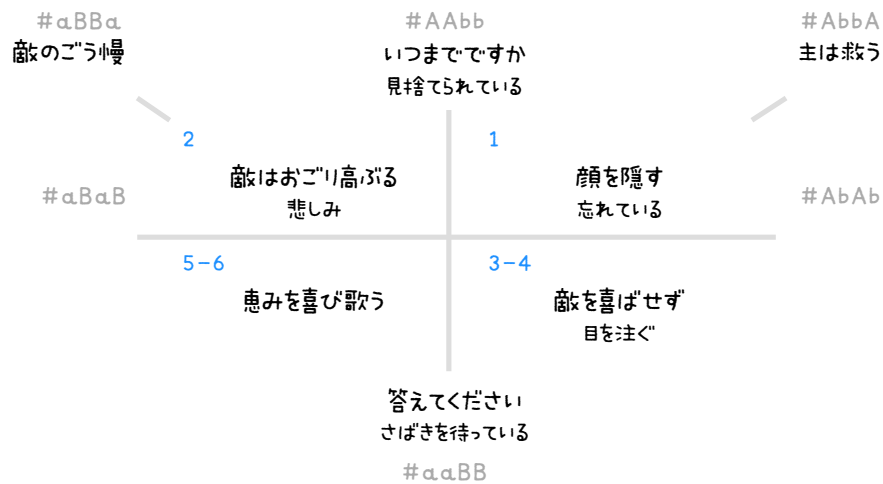 #aBBa
敵のごう慢
#AAbb
いつまでですか
見捨てられている
#AbbA
主は救う
2
敵はおごり高ぶる
悲しみ
1
顔を隠す
忘れている
#aBaB
#AbAb
5-6
恵みを喜び歌う
3-4
敵を喜ばせず
目を注ぐ
答えてください
さばきを待っている
#aaBB